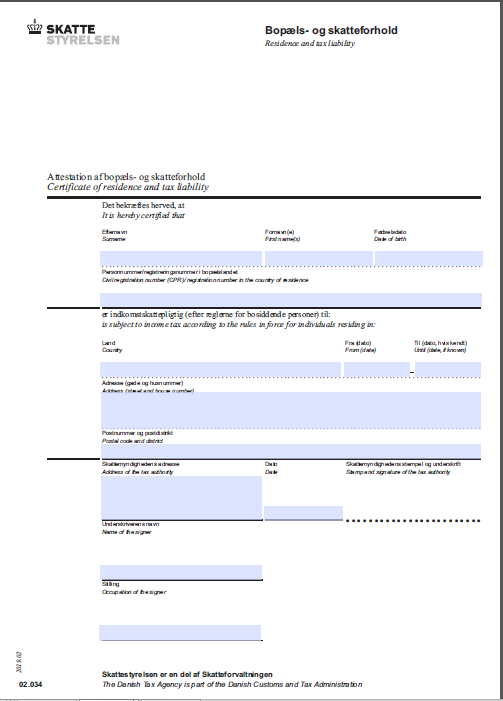 SKATTE
STYRELSEN
Bopæls- og skatteforhold
Residence and tax liability
Attestation af bopæls- og skatteforhold
Certificate of residence and tax liability
Det bekræftes herved, at
It is hereby certified that
Efternavn Fornavn(e) Fødselsdato
Surname First name(s) Date of birth
Personnummer/registreringsnummer i bopælslandet
Civil registration number (CPR)/registration number in the country of residence
er indkomstskattepligtig (efter reglerne for bosiddende personer) til:
is subject to income tax according to the rules in force for individuals residing in:
Land Fra (dato) Til (dato, hvis kendt)
Country From (date) Until (date, if known)
–
Adresse (gade og husnummer)
Address (street and house number)
Postnummer og postdistrikt
Postal code and district
Skattemyndighedens adresse Dato Skattemyndighedens stempel og underskrift
Address of the tax authority Date Stamp and signature of the tax authority
Underskriverens navn
Name of the signer
Stilling
Occupation of the signer
2019.02
02.034
Skattestyrelsen er en del af Skatteforvaltningen
The Danish Tax Agency is part of the Danish Customs and Tax Administration